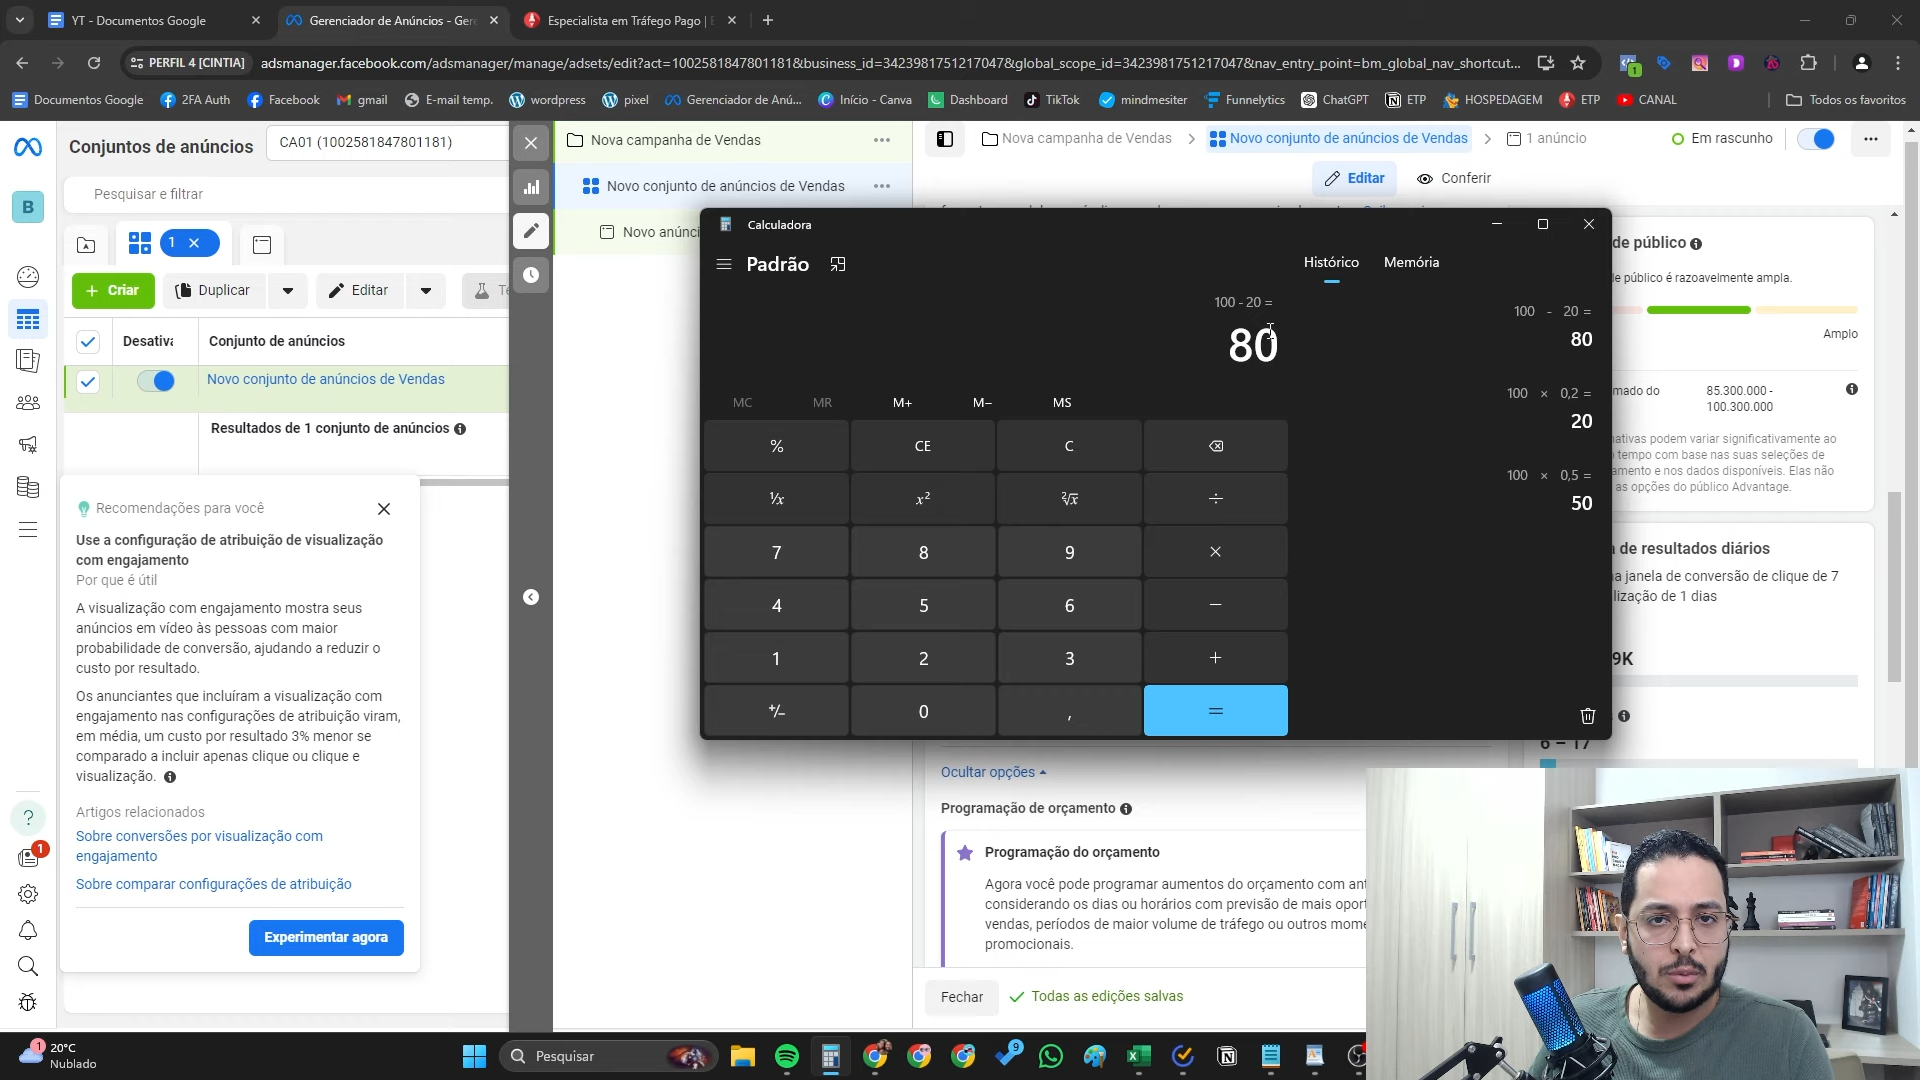 YT - Documentos Google
Gerenciador de Anúncios - Gere
Especialista em Tráfego Pago |
PERFIL 4 [CINTIA]
adsmanager.facebook.com/adsmanager/manage/adsets/edit?act=1002581847801181&business_id=3423981751217047&global_scope_id=3423981751217047&nav_entry_point=bm_global_nav_shortcut...
Documentos Google
2FA Auth
Facebook
gmail
E-mail temp.
wordpress
pixel
Gerenciador de Anú...
Início - Canva
Dashboard
TikTok
mindmesiter
Funnelytics
ChatGPT
ETP
HOSPEDAGEM
ETP
CANAL
Todos os favoritos
Conjuntos de anúncios
CA01 (1002581847801181)
Pesquisar e filtrar
B
1
Criar
Duplicar
Editar
Desativa
Conjunto de anúncios
Novo conjunto de anúncios de Vendas
Resultados de 1 conjunto de anúncios
Recomendações para você
Use a configuração de atribuição de visualização
com engajamento
Por que é útil
A visualização com engajamento mostra seus
anúncios em vídeo às pessoas com maior
probabilidade de conversão, ajudando a reduzir o
custo por resultado.
Os anunciantes que incluíram a visualização com
engajamento nas configurações de atribuição viram,
em média, um custo por resultado 3% menor se
comparado a incluir apenas clique ou clique e
visualização.
Artigos relacionados
Sobre conversões por visualização com
engajamento
Sobre comparar configurações de atribuição
Experimentar agora
Nova campanha de Vendas
Novo conjunto de anúncios de Vendas
Novo anúnci
Nova campanha de Vendas
Novo conjunto de anúncios de Vendas
1 anúncio
Em rascunho
Editar
Conferir
Calculadora
Padrão
Histórico
Memória
100 - 20 =
80
100 - 20 =
80
100 × 0,2 =
20
100 × 0,5 =
50
MC MR M+ M− MS
% CE C
¹⁄x x² ²√x ÷
7 8 9 ×
4 5 6 −
1 2 3 +
+/− 0 , =
de público
le público é razoavelmente ampla.
Amplo
mado do
85.300.000 -
100.300.000
nativas podem variar significativamente ao
tempo com base nas suas seleções de
mento e nos dados disponíveis. Elas não
as opções do público Advantage.
de resultados diários
a janela de conversão de clique de 7
lização de 1 dias
9K
6 – 17
Ocultar opções
Programação de orçamento
Programação do orçamento
Agora você pode programar aumentos do orçamento com ant
considerando os dias ou horários com previsão de mais oport
vendas, períodos de maior volume de tráfego ou outros mome
promocionais.
Fechar
Todas as edições salvas
1
20°C
Nublado
Pesquisar
9